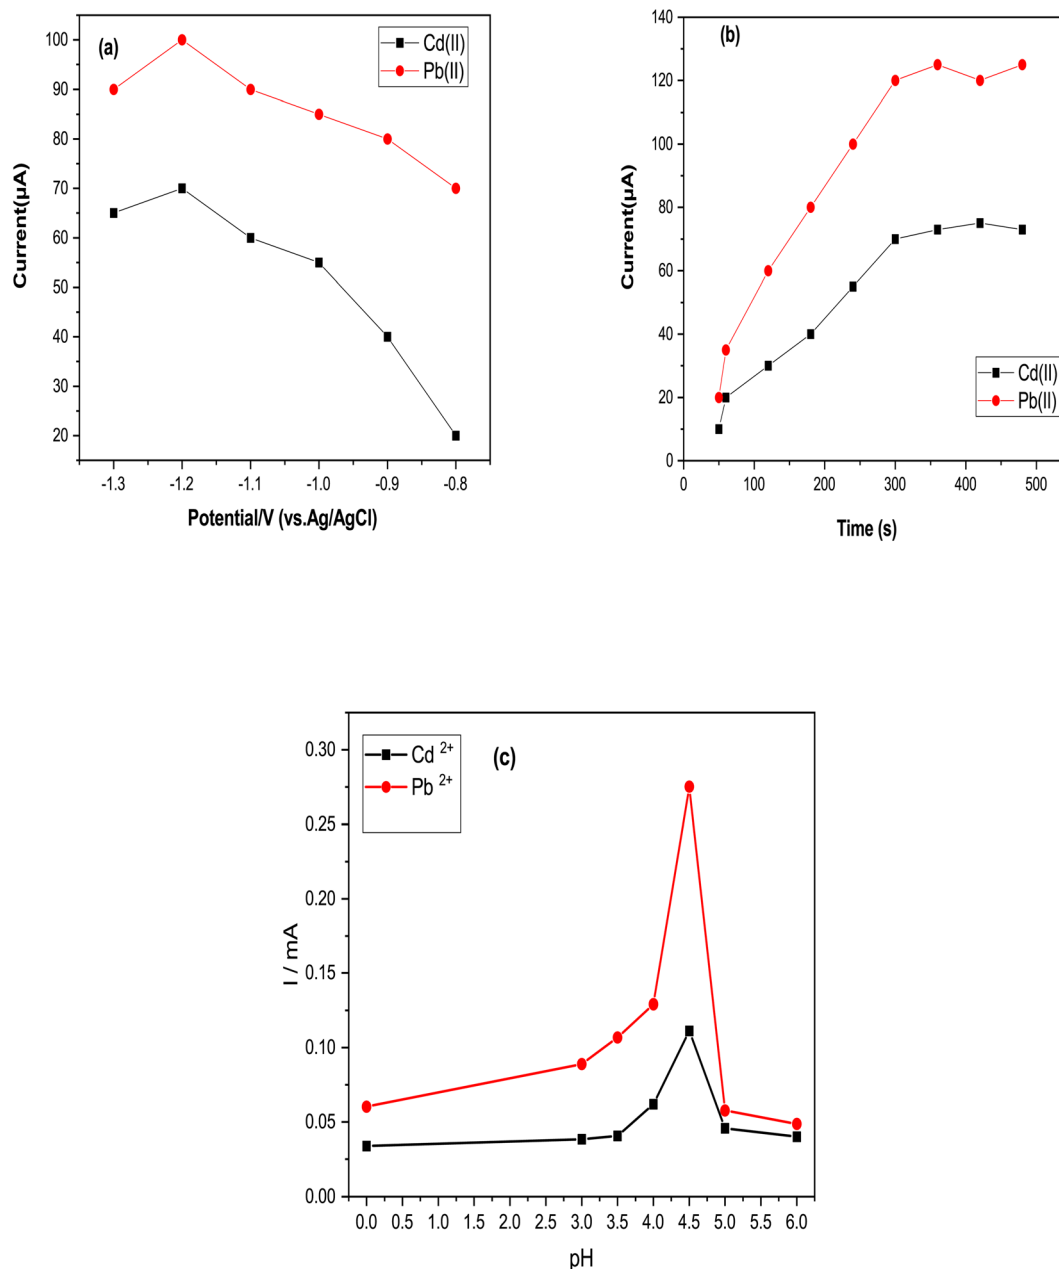 (a)
Cd(II)
Pb(II)
100
90
80
70
60
50
40
30
20
Current(µA)
-1.3 -1.2 -1.1 -1.0 -0.9 -0.8
Potential/V (vs.Ag/AgCl)
(b)
140
120
100
80
60
40
20
0
Current(µA)
Cd(II)
Pb(II)
0 100 200 300 400 500
Time (s)
(c)
Cd 2+
Pb 2+
0.30
0.25
0.20
0.15
0.10
0.05
0.00
I / mA
0.0 0.5 1.0 1.5 2.0 2.5 3.0 3.5 4.0 4.5 5.0 5.5 6.0
pH